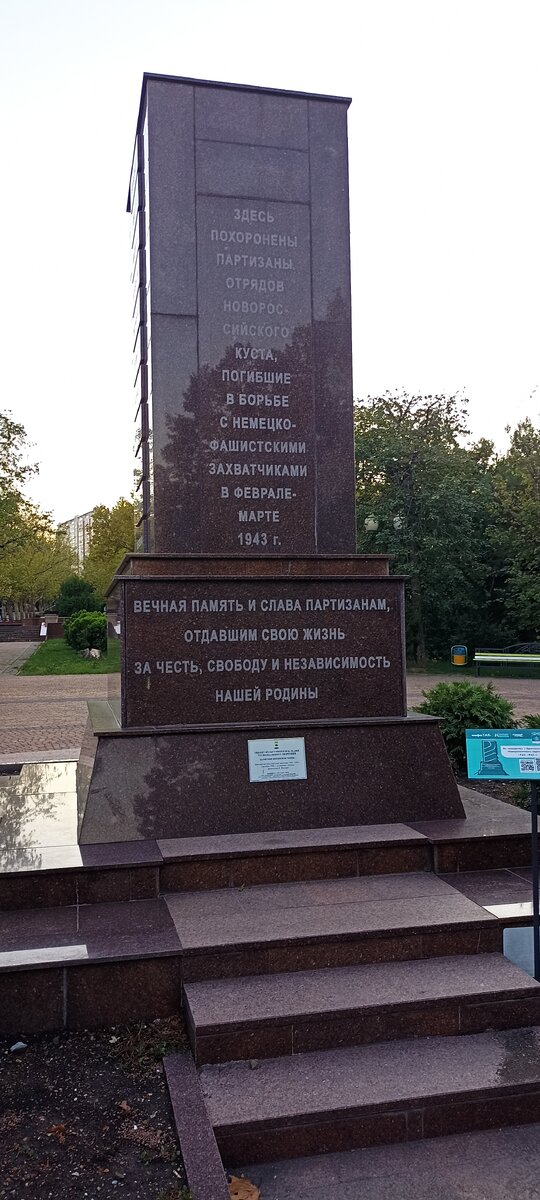 ЗДЕСЬ
ПОХОРОНЕНЫ
ПАРТИЗАНЫ
ОТРЯДОВ
НОВОРОС-
СИЙСКОГО
КУСТА,
ПОГИБШИЕ
В БОРЬБЕ
С НЕМЕЦКО-
ФАШИСТСКИМИ
ЗАХВАТЧИКАМИ
В ФЕВРАЛЕ-
МАРТЕ
1943 г.
ВЕЧНАЯ ПАМЯТЬ И СЛАВА ПАРТИЗАНАМ,
ОТДАВШИМ СВОЮ ЖИЗНЬ
ЗА ЧЕСТЬ, СВОБОДУ И НЕЗАВИСИМОСТЬ
НАШЕЙ РОДИНЫ